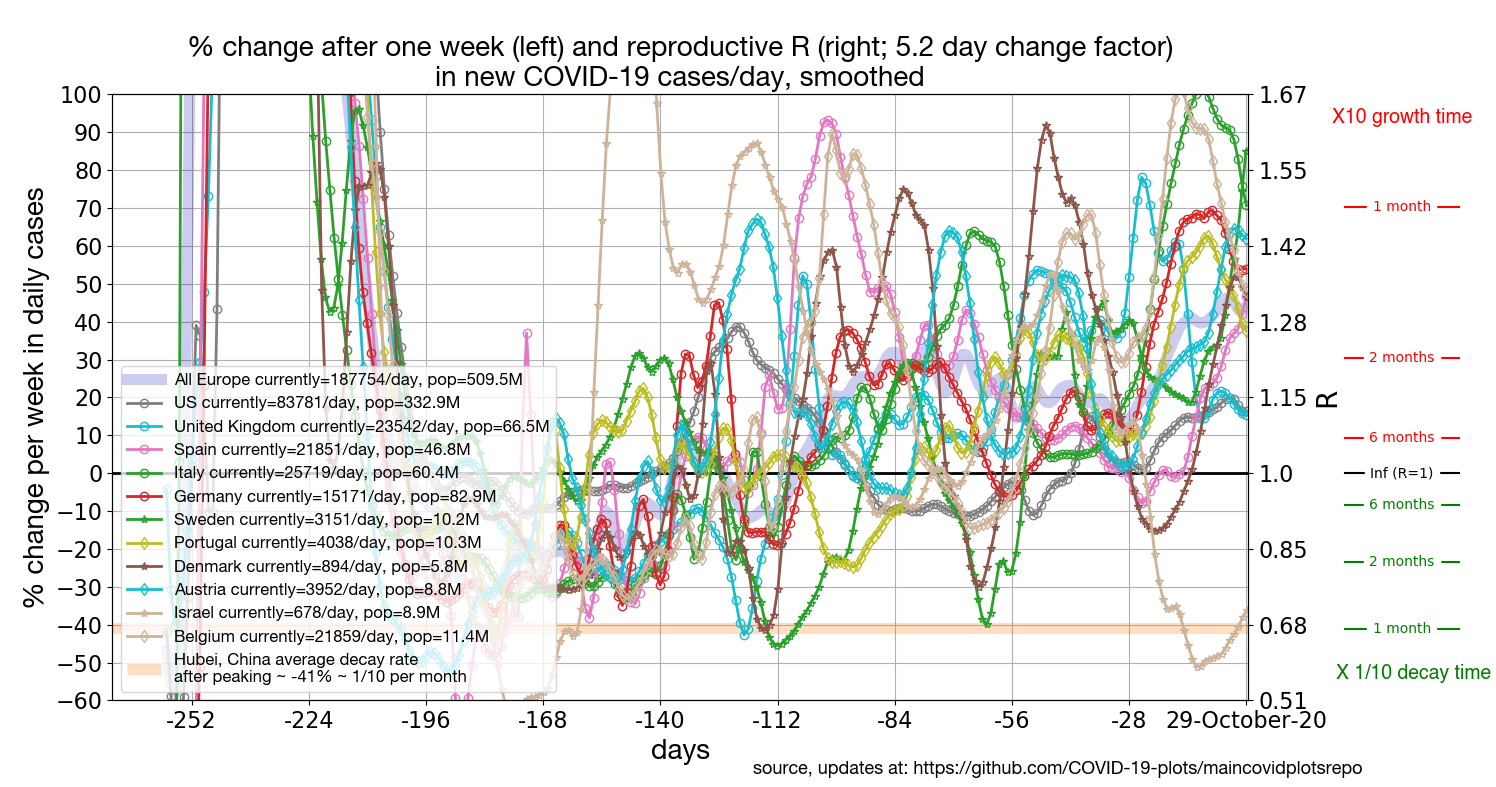 % change after one week (left) and reproductive R (right; 5.2 day change factor)
in new COVID-19 cases/day, smoothed
% change per week in daily cases
100
90
80
70
60
50
40
30
20
10
0
−10
−20
−30
−40
−50
−60
All Europe currently=187754/day, pop=509.5M
US currently=83781/day, pop=332.9M
United Kingdom currently=23542/day, pop=66.5M
Spain currently=21851/day, pop=46.8M
Italy currently=25719/day, pop=60.4M
Germany currently=15171/day, pop=82.9M
Sweden currently=3151/day, pop=10.2M
Portugal currently=4038/day, pop=10.3M
Denmark currently=894/day, pop=5.8M
Austria currently=3952/day, pop=8.8M
Israel currently=678/day, pop=8.9M
Belgium currently=21859/day, pop=11.4M
Hubei, China average decay rate
after peaking ~ -41% ~ 1/10 per month
-252
-224
-196
-168
-140
-112
-84
-56
-28
29-October-20
days
1.67
1.55
1.42
1.28
1.15
1.0
0.85
0.68
0.51
R
X10 growth time
1 month
2 months
6 months
Inf (R=1)
6 months
2 months
1 month
X 1/10 decay time
source, updates at: https://github.com/COVID-19-plots/maincovidplotsrepo